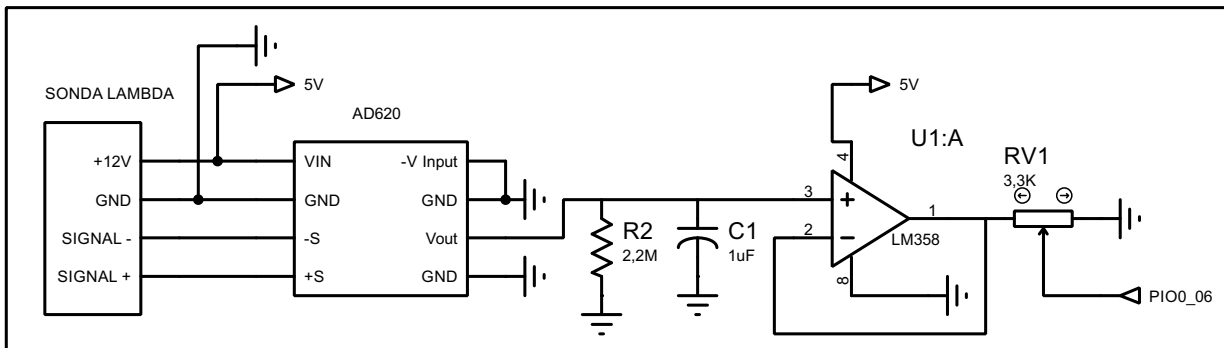 SONDA LAMBDA
+12V
GND
SIGNAL -
SIGNAL +
5V
AD620
VIN
GND
-S
+S
-V Input
GND
Vout
GND
R2
2,2M
C1
1uF
5V
U1:A
3
2
4
8
1
LM358
RV1
3,3K
PIO0_06